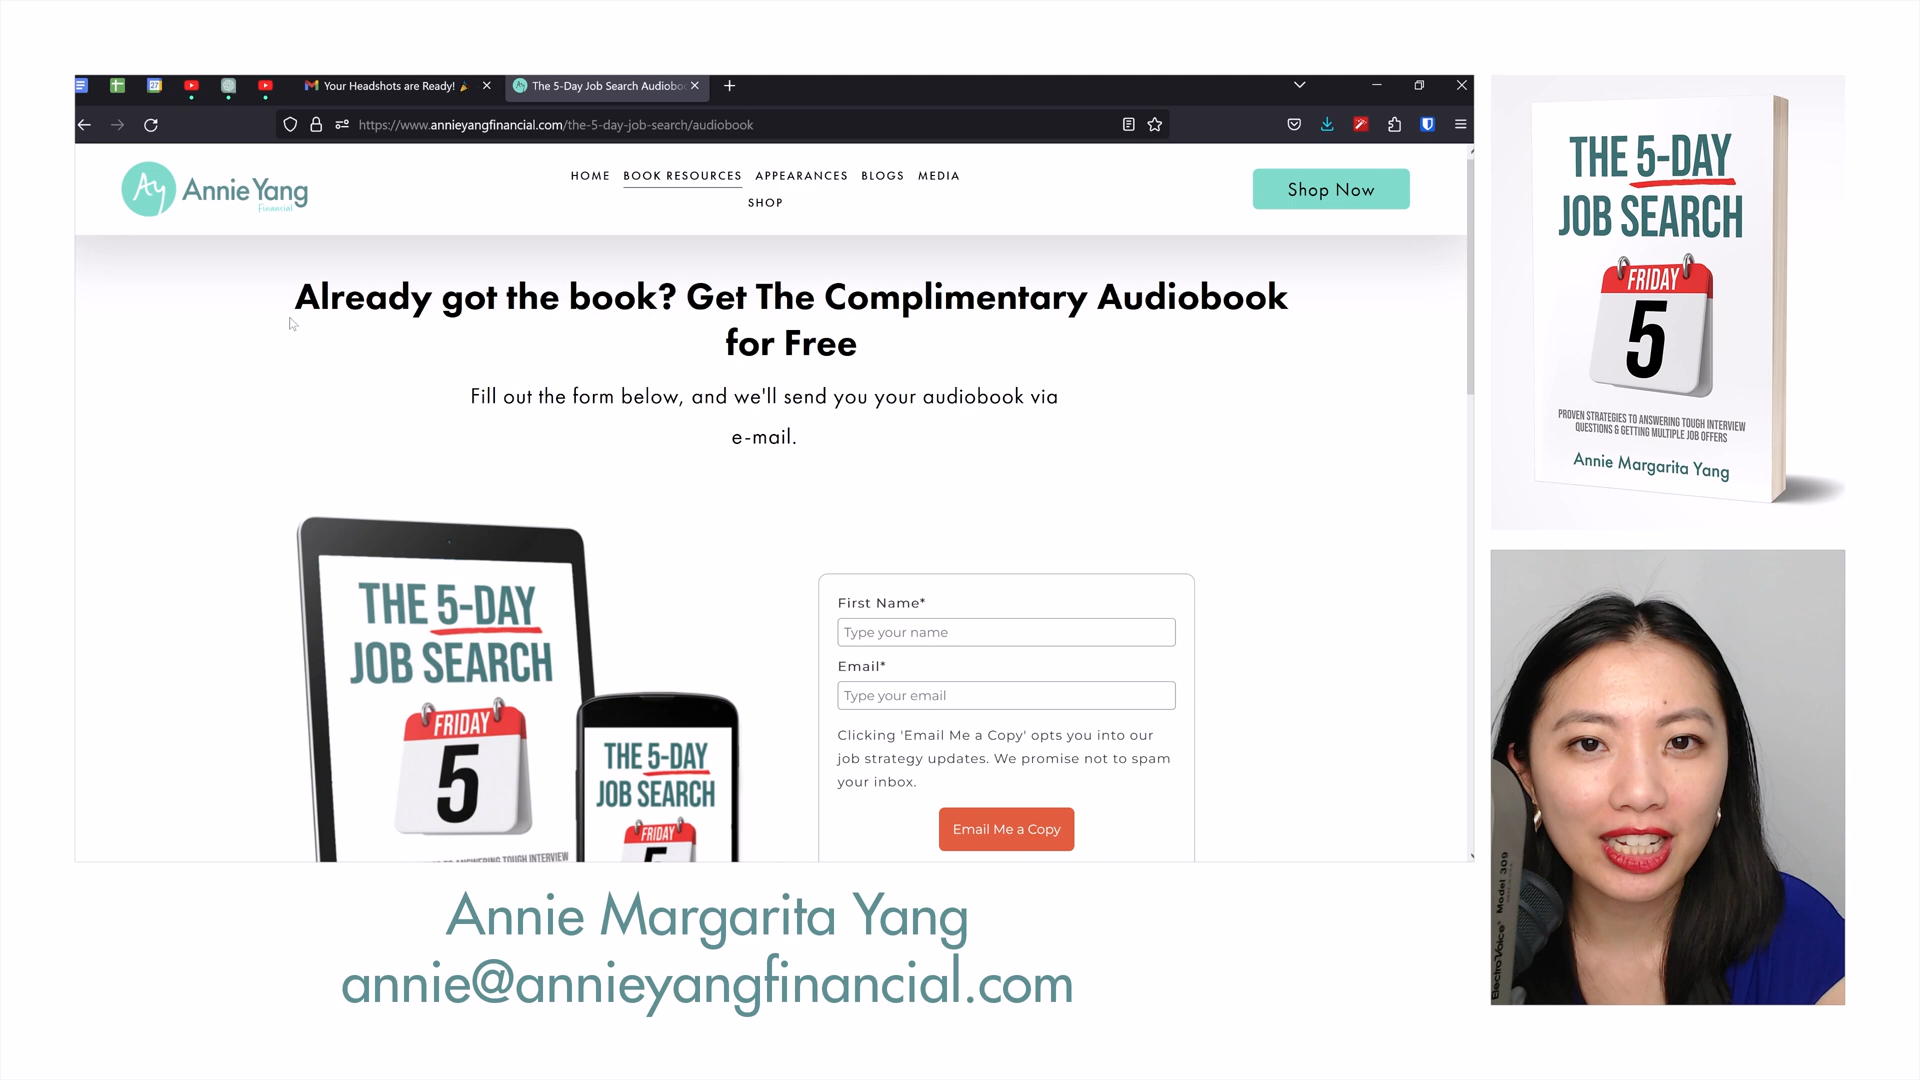 Your Headshots are Ready!
The 5-Day Job Search Audiobo
https://www.annieyangfinancial.com/the-5-day-job-search/audiobook
Ay Annie Yang
Financial
HOME BOOK RESOURCES APPEARANCES BLOGS MEDIA
SHOP
Shop Now
Already got the book? Get The Complimentary Audiobook
for Free
Fill out the form below, and we'll send you your audiobook via
e-mail.
THE 5-DAY
JOB SEARCH
FRIDAY
5
THE 5-DAY
JOB SEARCH
FRIDAY
5
First Name*
Type your name
Email*
Type your email
Clicking 'Email Me a Copy' opts you into our
job strategy updates. We promise not to spam
your inbox.
Email Me a Copy
THE 5-DAY
JOB SEARCH
FRIDAY
5
PROVEN STRATEGIES TO ANSWERING TOUGH INTERVIEW
QUESTIONS & GETTING MULTIPLE JOB OFFERS
Annie Margarita Yang
ElectroVoice Model 309
Annie Margarita Yang
annie@annieyangfinancial.com